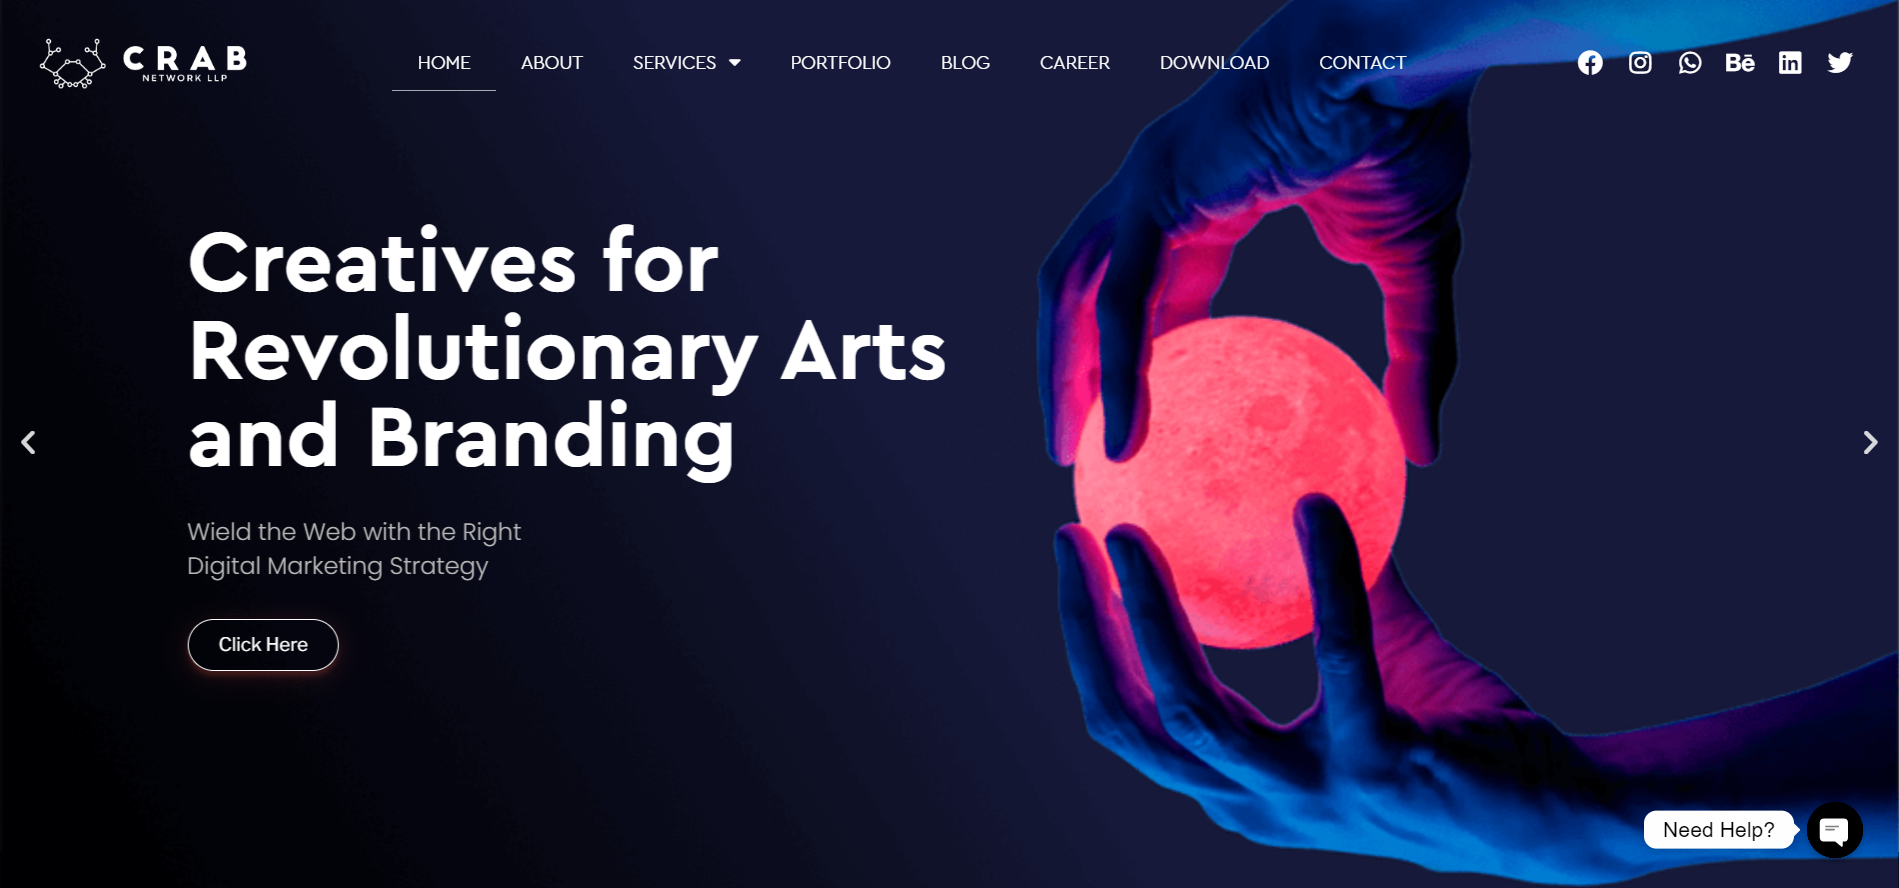 CRAB
NETWORK LLP
HOME
ABOUT
SERVICES
PORTFOLIO
BLOG
CAREER
DOWNLOAD
CONTACT
Bē
in
Creatives for
Revolutionary Arts
and Branding
Wield the Web with the Right
Digital Marketing Strategy
Click Here
Need Help?